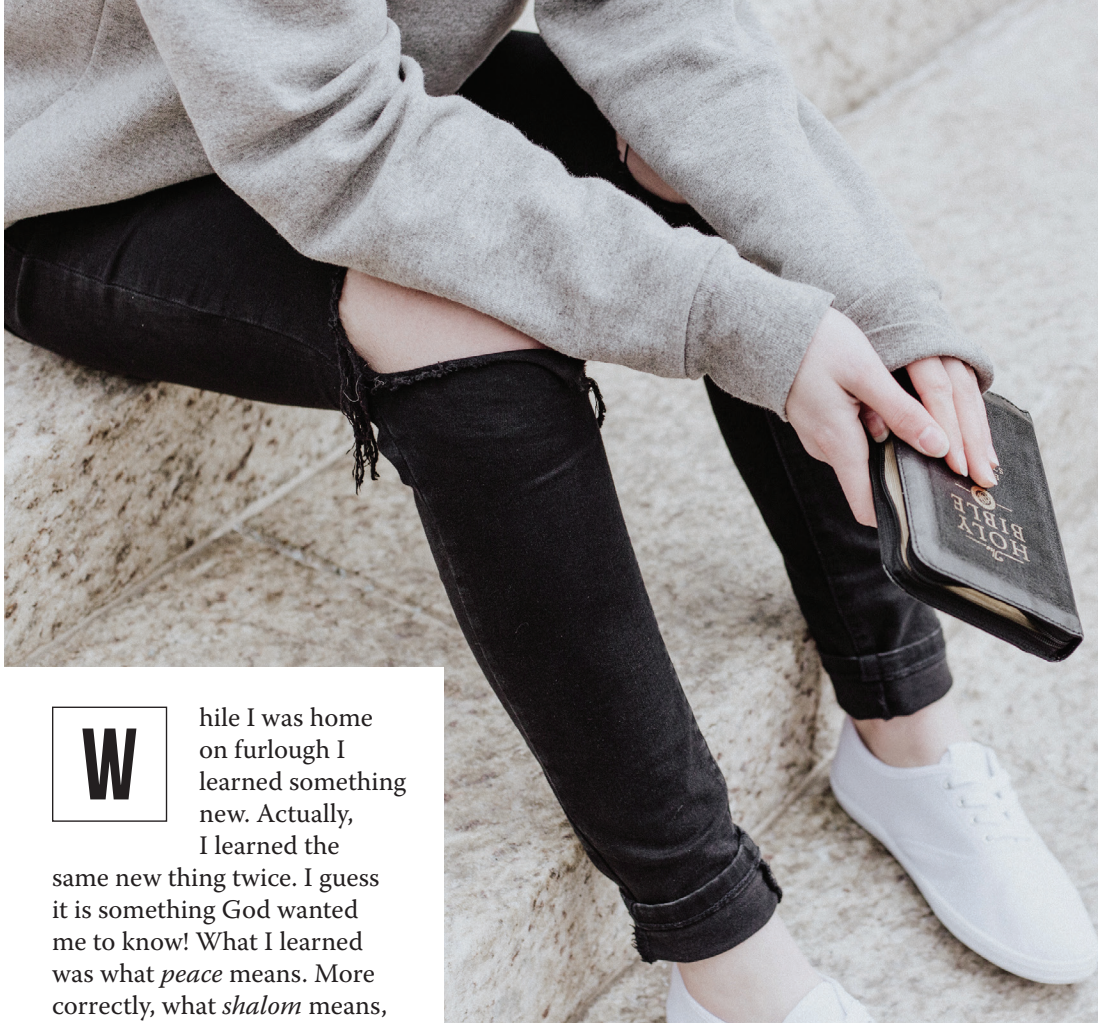 HOLY
BIBLE
While I was home
on furlough I
learned something
new. Actually,
I learned the
same new thing twice. I guess
it is something God wanted
me to know! What I learned
was what peace means. More
correctly, what shalom means,